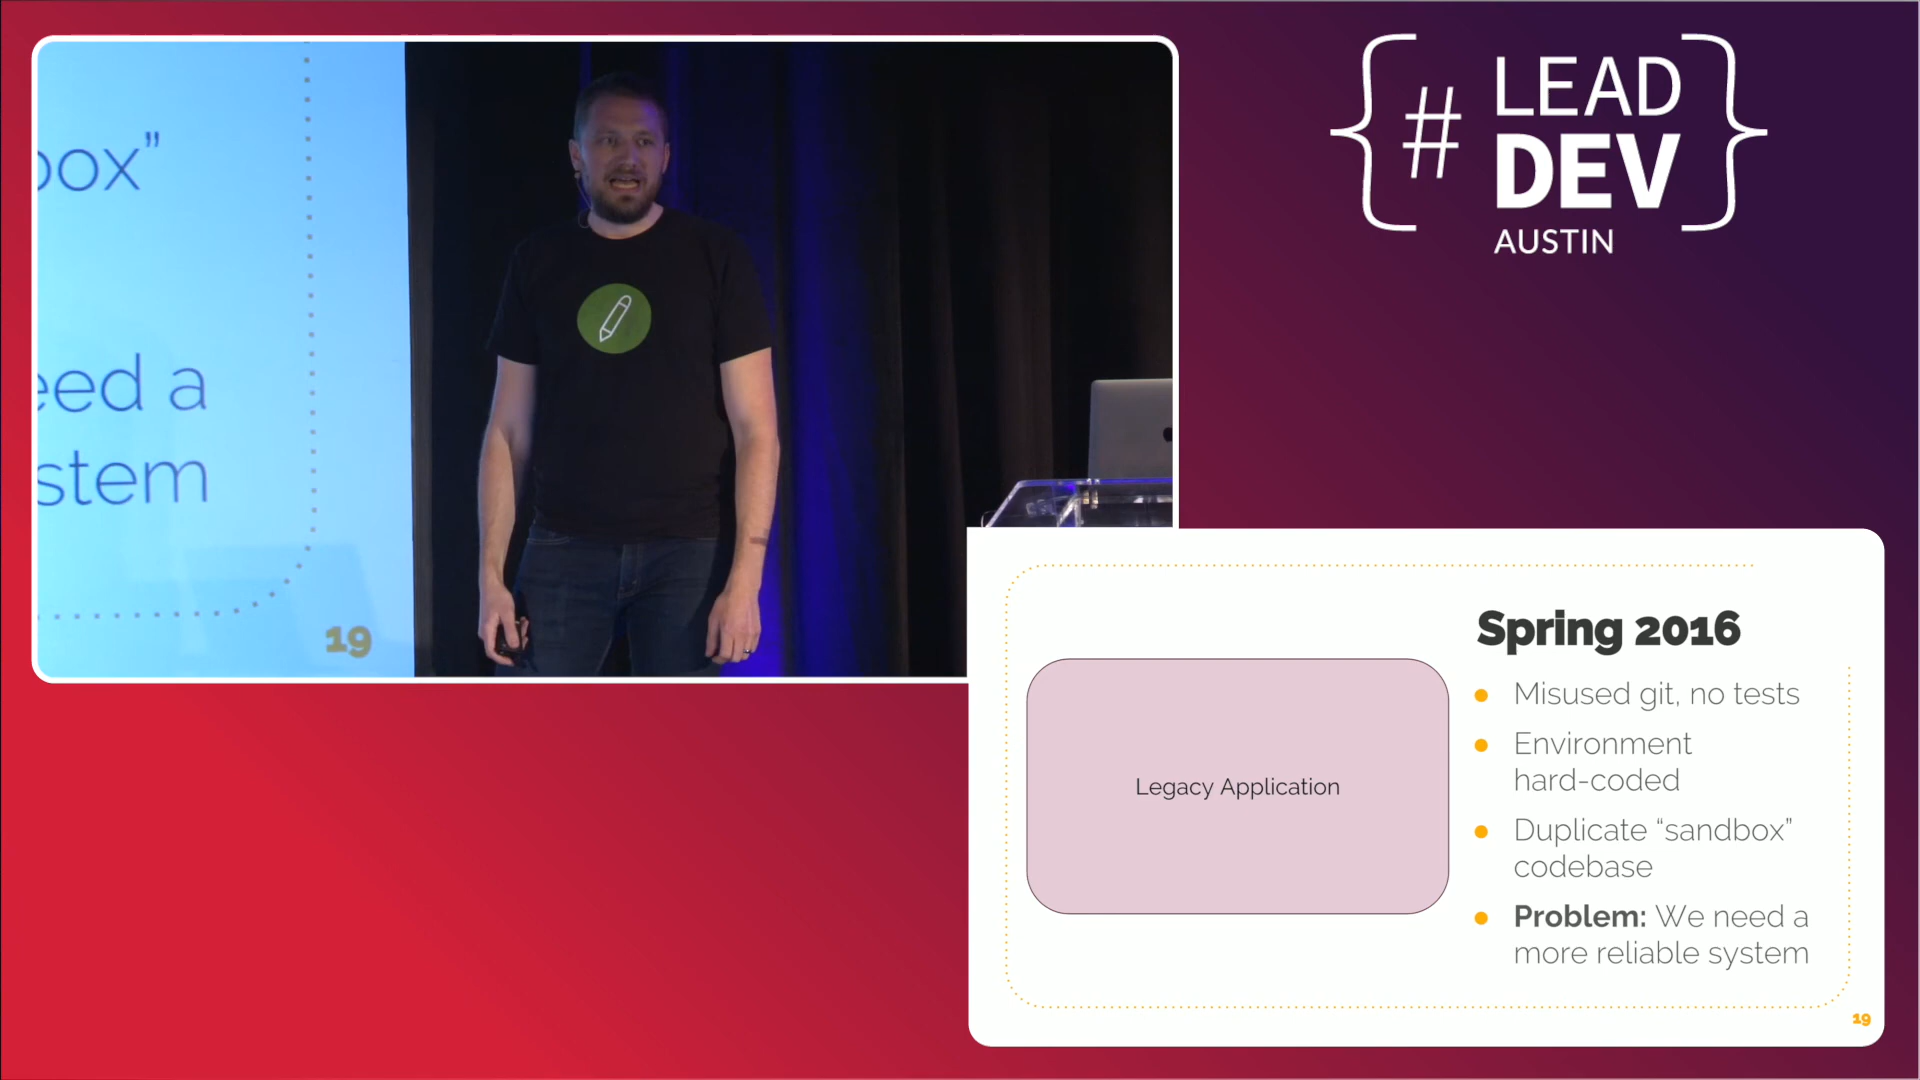 box”
eed a
stem
19
# LEAD
DEV
AUSTIN
Spring 2016
Legacy Application
Misused git, no tests
Environment
hard-coded
Duplicate “sandbox”
codebase
Problem: We need a
more reliable system
19